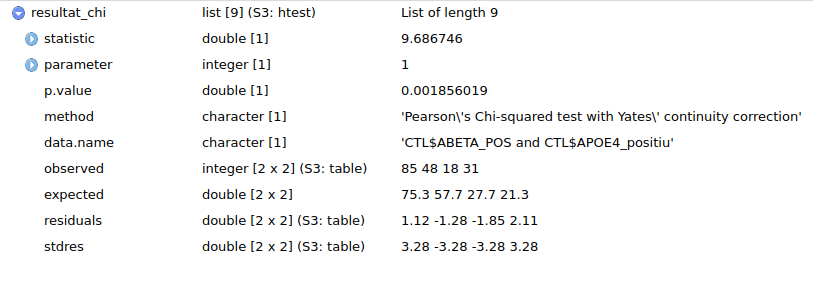 resultat_chi list [9] (S3: htest) List of length 9
statistic double [1] 9.686746
parameter integer [1] 1
p.value double [1] 0.001856019
method character [1] 'Pearson\'s Chi-squared test with Yates\' continuity correction'
data.name character [1] 'CTL$ABETA_POS and CTL$APOE4_positiu'
observed integer [2 x 2] (S3: table) 85 48 18 31
expected double [2 x 2] 75.3 57.7 27.7 21.3
residuals double [2 x 2] (S3: table) 1.12 -1.28 -1.85 2.11
stdres double [2 x 2] (S3: table) 3.28 -3.28 -3.28 3.28